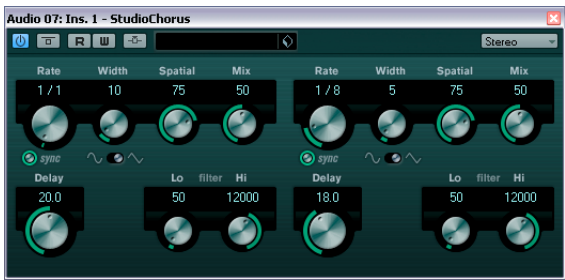 Audio 07: Ins. 1 - StudioChorus
R W Stereo
Rate Width Spatial Mix Rate Width Spatial Mix
1 / 1 10 75 50 1 / 8 5 75 50
sync sync
Delay Lo filter Hi Delay Lo filter Hi
20.0 50 12000 18.0 50 12000